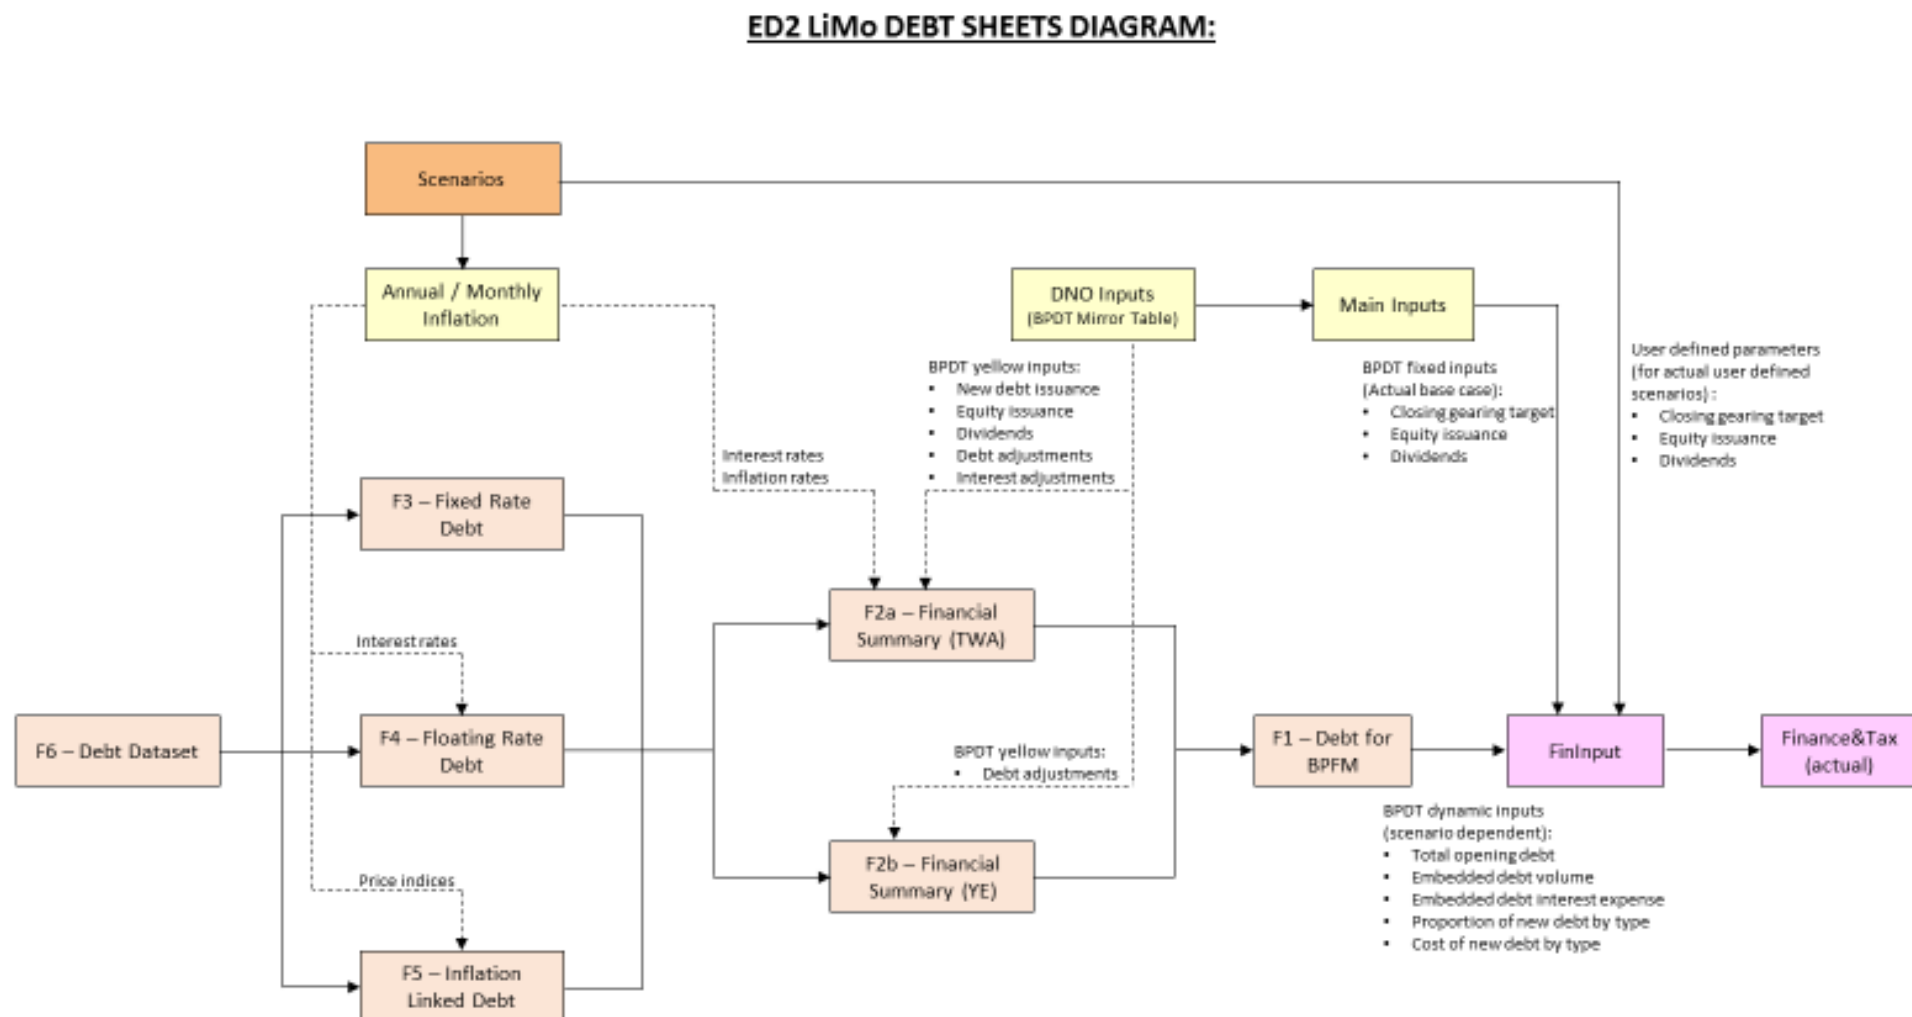 ED2 LiMo DEBT SHEETS DIAGRAM:
Scenarios
Annual / Monthly
Inflation
DNO Inputs
(BPDT Mirror Table)
Main Inputs
User defined parameters
(for actual user defined
scenarios) :
▪ Closing gearing target
▪ Equity issuance
▪ Dividends
BPDT yellow inputs:
▪ New debt issuance
▪ Equity issuance
▪ Dividends
▪ Debt adjustments
▪ Interest adjustments
BPDT fixed inputs
(Actual base case):
▪ Closing gearing target
▪ Equity issuance
▪ Dividends
Interest rates
Inflation rates
F3 – Fixed Rate
Debt
F2a – Financial
Summary (TWA)
Interest rates
F6 – Debt Dataset
F4 – Floating Rate
Debt
BPDT yellow inputs:
▪ Debt adjustments
F1 – Debt for
BPFM
FinInput
Finance&Tax
(actual)
F2b – Financial
Summary (YE)
BPDT dynamic inputs
(scenario dependent):
▪ Total opening debt
▪ Embedded debt volume
▪ Embedded debt interest expense
▪ Proportion of new debt by type
▪ Cost of new debt by type
Price indices
F5 – Inflation
Linked Debt